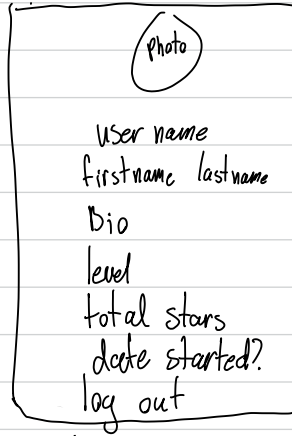 photo
user name
firstname lastname
Bio
level
total stars
date started?
log out